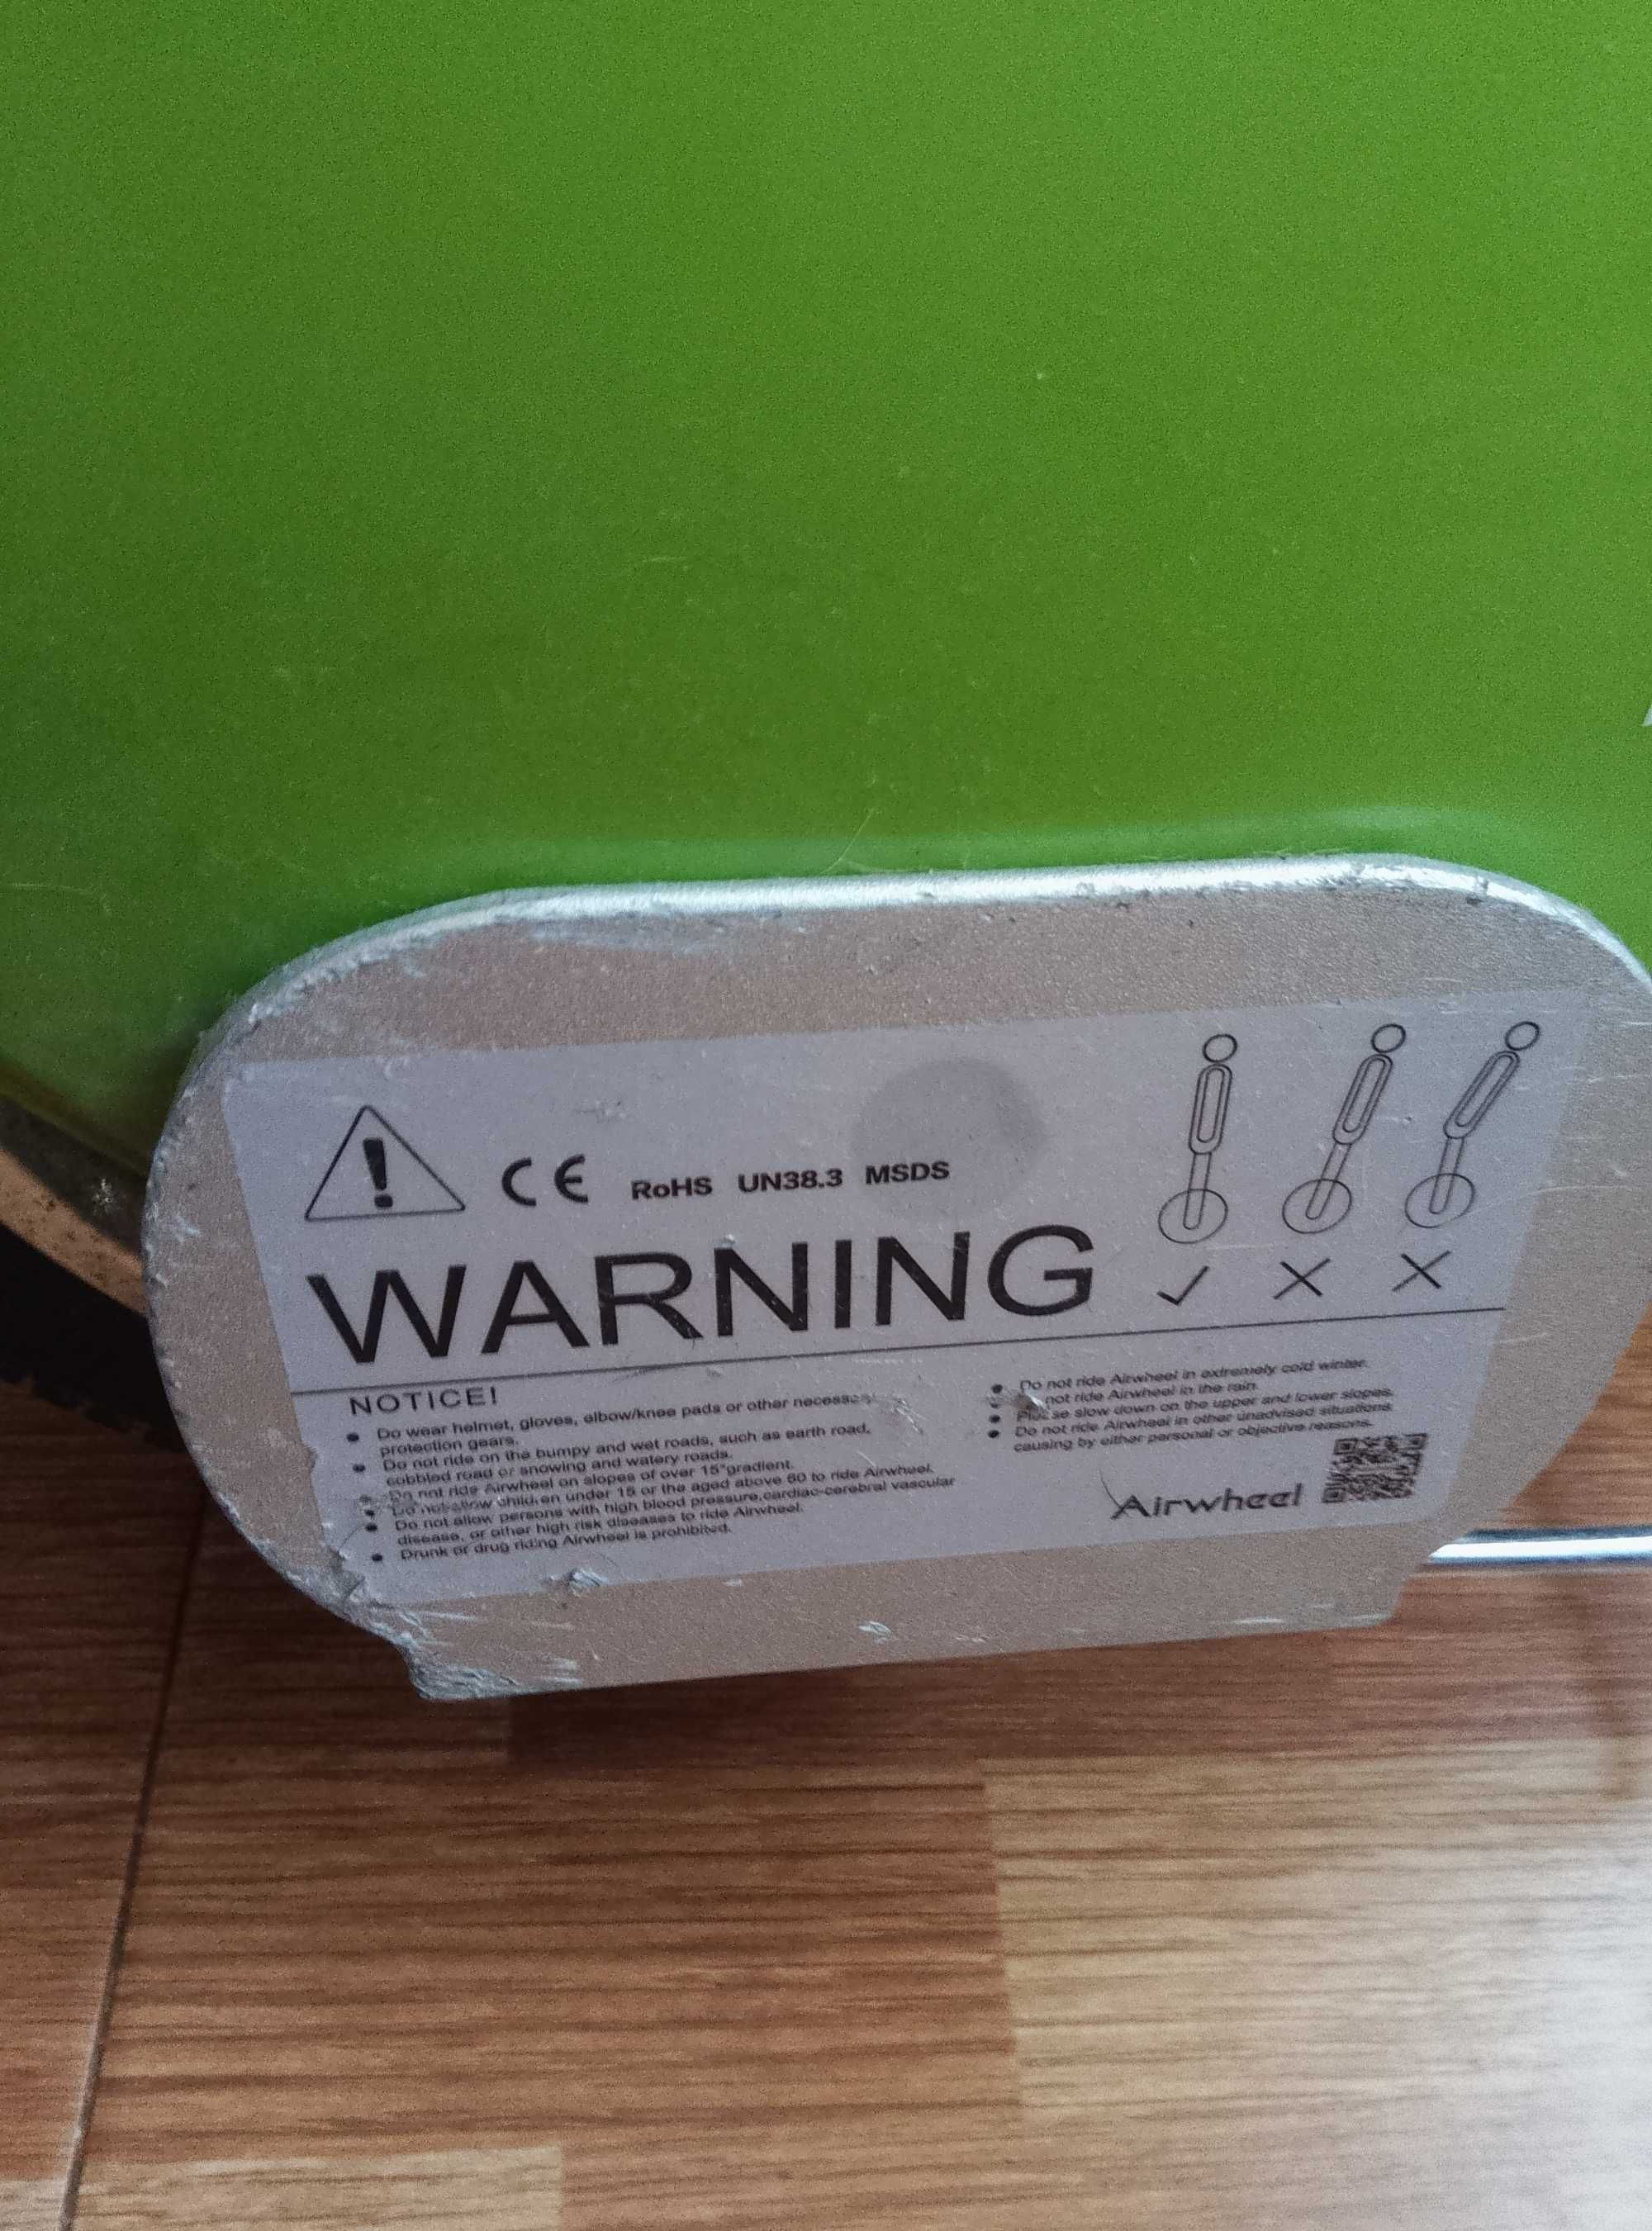 CE RoHS UN38.3 MSDS
WARNING
NOTICE!
Do wear helmet, gloves, elbow/knee pads or other necessary
protection gears.
Do not ride on the bumpy and wet roads, such as earth road,
cobbled road or snowing and watery roads.
Do not ride Airwheel on slopes of over 15°gradient.
Do not allow children under 15 or the aged above 60 to ride Airwheel.
Do not allow persons with high blood pressure,cardiac-cerebral vascular
disease, or other high risk diseases to ride Airwheel.
Drunk or drug riding Airwheel is prohibited.
Do not ride Airwheel in extremely cold winter.
not ride Airwheel in the rain
Please slow down on the upper and lower slopes.
Do not ride Airwheel in other unadvised situations
causing by either personal or objective reasons.
Airwheel